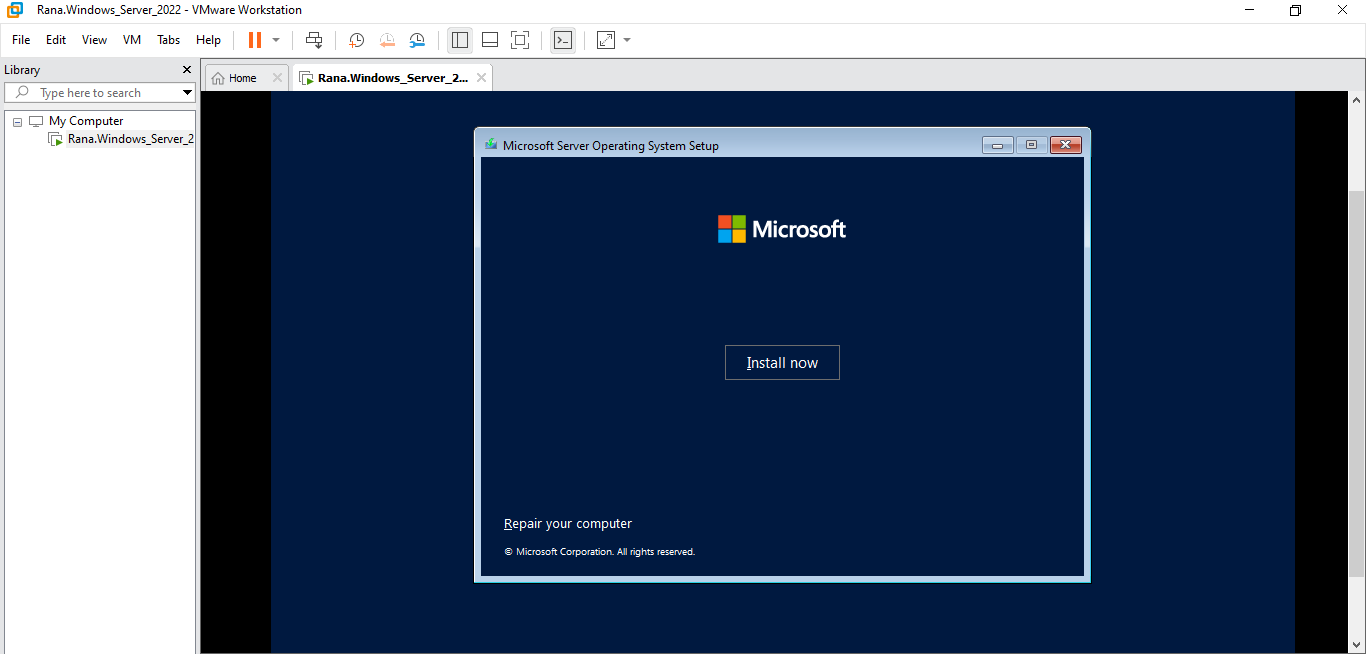 Rana.Windows_Server_2022 - VMware Workstation
File Edit View VM Tabs Help
Library
Type here to search
My Computer
Rana.Windows_Server_2
Home
Rana.Windows_Server_2...
Microsoft Server Operating System Setup
Microsoft
Install now
Repair your computer
© Microsoft Corporation. All rights reserved.